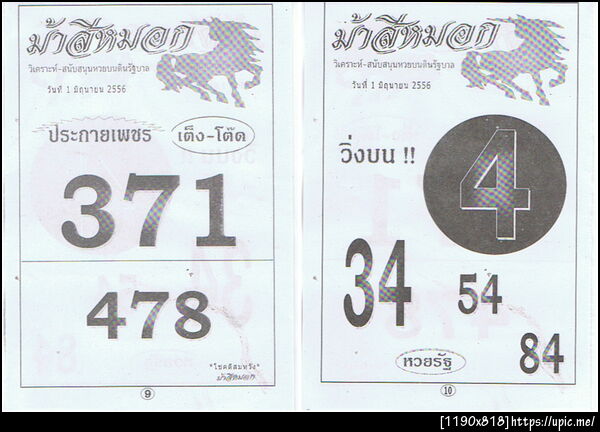 ม้าสีหมอก
วิเคราะห์-สนับสนุนหวยบนดินรัฐบาล
วันที่ 1 มิถุนายน 2556
ประกายเพชร
เต็ง-โต๊ด
371
478
"โชคดีสมหวัง"
ม้าสีหมอก
9
ม้าสีหมอก
วิเคราะห์-สนับสนุนหวยบนดินรัฐบาล
วันที่ 1 มิถุนายน 2556
วิ่งบน !!
4
34
54
84
หวยรัฐ
10
[1190x818]https://upic.me/